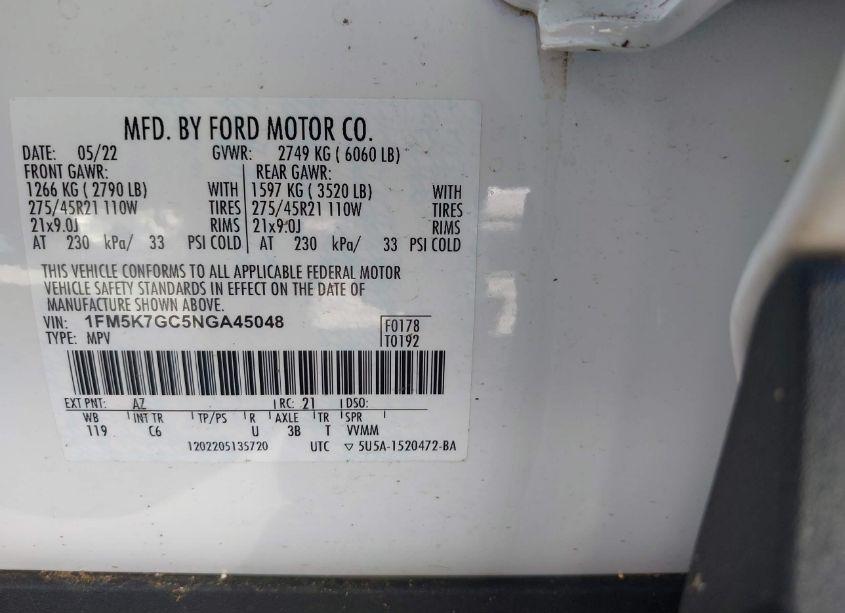 MFD. BY FORD MOTOR CO.
DATE: 05/22 GVWR: 2749 KG ( 6060 LB)
FRONT GAWR: REAR GAWR:
1266 KG ( 2790 LB) WITH 1597 KG ( 3520 LB) WITH
275/45R21 110W TIRES 275/45R21 110W TIRES
21x9.0J RIMS 21x9.0J RIMS
AT 230 kPa/ 33 PSI COLD AT 230 kPa/ 33 PSI COLD
THIS VEHICLE CONFORMS TO ALL APPLICABLE FEDERAL MOTOR
VEHICLE SAFETY STANDARDS IN EFFECT ON THE DATE OF
MANUFACTURE SHOWN ABOVE.
VIN: 1FM5K7GC5NGA45048 F0178
TYPE: MPV T0192
EXT PNT: AZ RC: 21 DSO:
WB INT TR TP/PS R AXLE TR SPR
119 C6 U 3B T VVMM
1202205135720 UTC ▽ 5U5A-1520472-BA